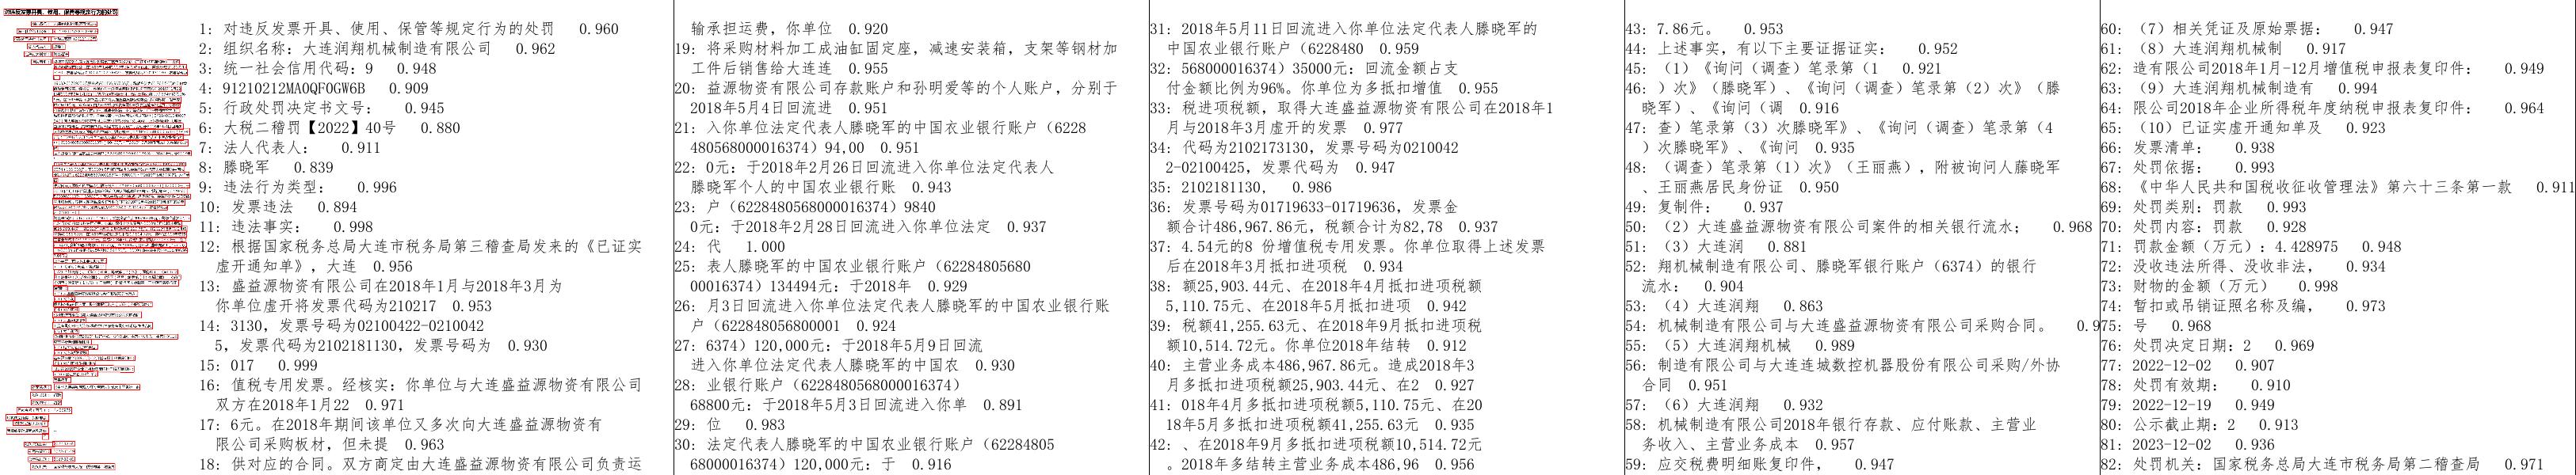 1: 对违反发票开具、使用、保管等规定行为的处罚 0.960
2: 组织名称: 大连润翔机械制造有限公司 0.962
3: 统一社会信用代码: 9 0.948
4: 91210212MA0QF0GW6B 0.909
5: 行政处罚决定书文号: 0.945
6: 大税二稽罚【2022】40号 0.880
7: 法人代表人: 0.911
8: 滕晓军 0.839
9: 违法行为类型: 0.996
10: 发票违法 0.894
11: 违法事实: 0.998
12: 根据国家税务总局大连市税务局第三稽查局发来的《已证实
虚开通知单》，大连 0.956
13: 盛益源物资有限公司在2018年1月与2018年3月为
你单位虚开将发票代码为210217 0.953
14: 3130，发票号码为02100422-0210042
5，发票代码为2102181130，发票号码为 0.930
15: 017 0.999
16: 值税专用发票。经核实: 你单位与大连盛益源物资有限公司
双方在2018年1月22 0.971
17: 6元。在2018年期间该单位又多次向大连盛益源物资有
限公司采购板材，但未提 0.963
18: 供对应的合同。双方商定由大连盛益源物资有限公司负责运
输承担运费，你单位 0.920
19: 将采购材料加工成油缸固定座，减速安装箱，支架等钢材加
工件后销售给大连连 0.955
20: 益源物资有限公司存款账户和孙明爱等的个人账户，分别于
2018年5月4日回流进 0.951
21: 入你单位法定代表人滕晓军的中国农业银行账户（6228
480568000016374）94,00 0.951
22: 0元: 于2018年2月26日回流进入你单位法定代表人
滕晓军个人的中国农业银行账 0.943
23: 户（6228480568000016374）9840
0元: 于2018年2月28日回流进入你单位法定 0.937
24: 代 1.000
25: 表人滕晓军的中国农业银行账户（62284805680
00016374）134494元: 于2018年 0.929
26: 月3日回流进入你单位法定代表人滕晓军的中国农业银行账
户（622848056800001 0.924
27: 6374）120,000元: 于2018年5月9日回流
进入你单位法定代表人滕晓军的中国农 0.930
28: 业银行账户（6228480568000016374）
68800元: 于2018年5月3日回流进入你单 0.891
29: 位 0.983
30: 法定代表人滕晓军的中国农业银行账户（62284805
68000016374）120,000元: 于 0.916
31: 2018年5月11日回流进入你单位法定代表人滕晓军的
中国农业银行账户（6228480 0.959
32: 568000016374）35000元: 回流金额占支
付金额比例为96%。你单位为多抵扣增值 0.955
33: 税进项税额，取得大连盛益源物资有限公司在2018年1
月与2018年3月虚开的发票 0.977
34: 代码为2102173130，发票号码为0210042
2-02100425，发票代码为 0.947
35: 2102181130， 0.986
36: 发票号码为01719633-01719636，发票金
额合计486,967.86元，税额合计为82,78 0.937
37: 4.54元的8 份增值税专用发票。你单位取得上述发票
后在2018年3月抵扣进项税 0.934
38: 额25,903.44元、在2018年4月抵扣进项税额
5,110.75元、在2018年5月抵扣进项 0.942
39: 税额41,255.63元、在2018年9月抵扣进项税
额10,514.72元。你单位2018年结转 0.912
40: 主营业务成本486,967.86元。造成2018年3
月多抵扣进项税额25,903.44元、在2 0.927
41: 018年4月多抵扣进项税额5,110.75元、在20
18年5月多抵扣进项税额41,255.63元 0.935
42: 、在2018年9月多抵扣进项税额10,514.72元
。2018年多结转主营业务成本486,96 0.956
43: 7.86元。 0.953
44: 上述事实，有以下主要证据证实: 0.952
45: （1）《询问（调查）笔录第（1 0.921
46: ）次》（滕晓军）、《询问（调查）笔录第（2）次》（滕
晓军）、《询问（调 0.916
47: 查）笔录第（3）次滕晓军》、《询问（调查）笔录第（4
）次滕晓军》、《询问 0.935
48: （调查）笔录第（1）次》（王丽燕），附被询问人藤晓军
、王丽燕居民身份证 0.950
49: 复制件: 0.937
50: （2）大连盛益源物资有限公司案件的相关银行流水; 0.968
51: （3）大连润 0.881
52: 翔机械制造有限公司、滕晓军银行账户（6374）的银行
流水: 0.904
53: （4）大连润翔 0.863
54: 机械制造有限公司与大连盛益源物资有限公司采购合同。 0.9
55: （5）大连润翔机械 0.989
56: 制造有限公司与大连连城数控机器股份有限公司采购/外协
合同 0.951
57: （6）大连润翔 0.932
58: 机械制造有限公司2018年银行存款、应付账款、主营业
务收入、主营业务成本 0.957
59: 应交税费明细账复印件， 0.947
60: （7）相关凭证及原始票据: 0.947
61: （8）大连润翔机械制 0.917
62: 造有限公司2018年1月-12月增值税申报表复印件: 0.949
63: （9）大连润翔机械制造有 0.994
64: 限公司2018年企业所得税年度纳税申报表复印件: 0.964
65: （10）已证实虚开通知单及 0.923
66: 发票清单: 0.938
67: 处罚依据: 0.993
68: 《中华人民共和国税收征收管理法》第六十三条第一款 0.911
69: 处罚类别: 罚款 0.993
70: 处罚内容: 罚款 0.928
71: 罚款金额（万元）: 4.428975 0.948
72: 没收违法所得、没收非法， 0.934
73: 财物的金额（万元） 0.998
74: 暂扣或吊销证照名称及编， 0.973
75: 号 0.968
76: 处罚决定日期: 2 0.969
77: 2022-12-02 0.907
78: 处罚有效期: 0.910
79: 2022-12-19 0.949
80: 公示截止期: 2 0.913
81: 2023-12-02 0.936
82: 处罚机关: 国家税务总局大连市税务局第二稽查局 0.971